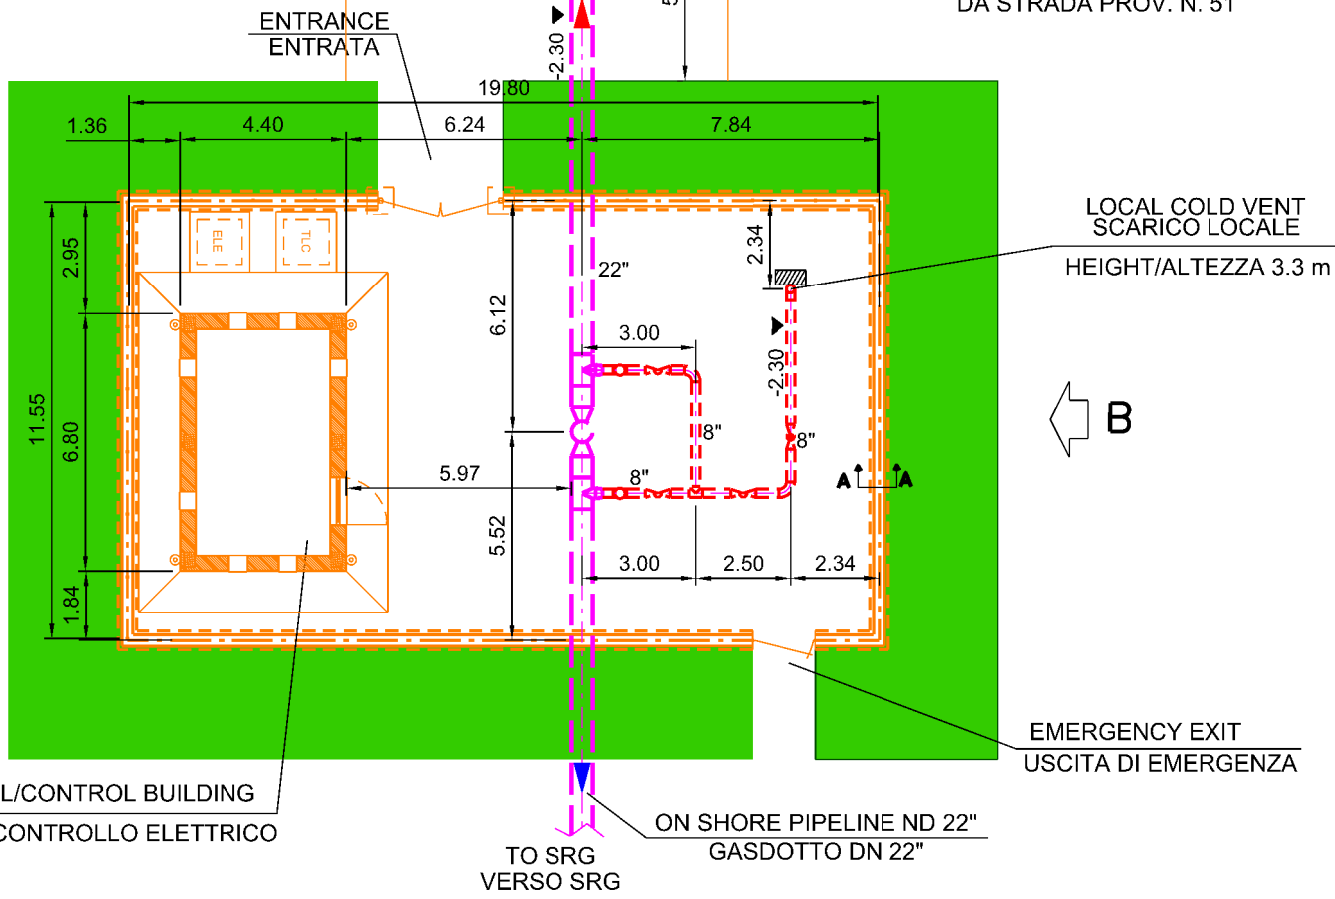 DA STRADA PROV. N. 51
ENTRANCE
ENTRATA
-2.30
5
19.80
1.36
4.40
6.24
7.84
LOCAL COLD VENT
SCARICO LOCALE
HEIGHT/ALTEZZA 3.3 m
ELE
TLC
2.95
2.34
22"
6.12
3.00
-2.30
11.55
6.80
8"
8"
B
5.97
8"
A
A
5.52
3.00
2.50
2.34
1.84
EMERGENCY EXIT
USCITA DI EMERGENZA
L/CONTROL BUILDING
CONTROLLO ELETTRICO
ON SHORE PIPELINE ND 22"
GASDOTTO DN 22"
TO SRG
VERSO SRG